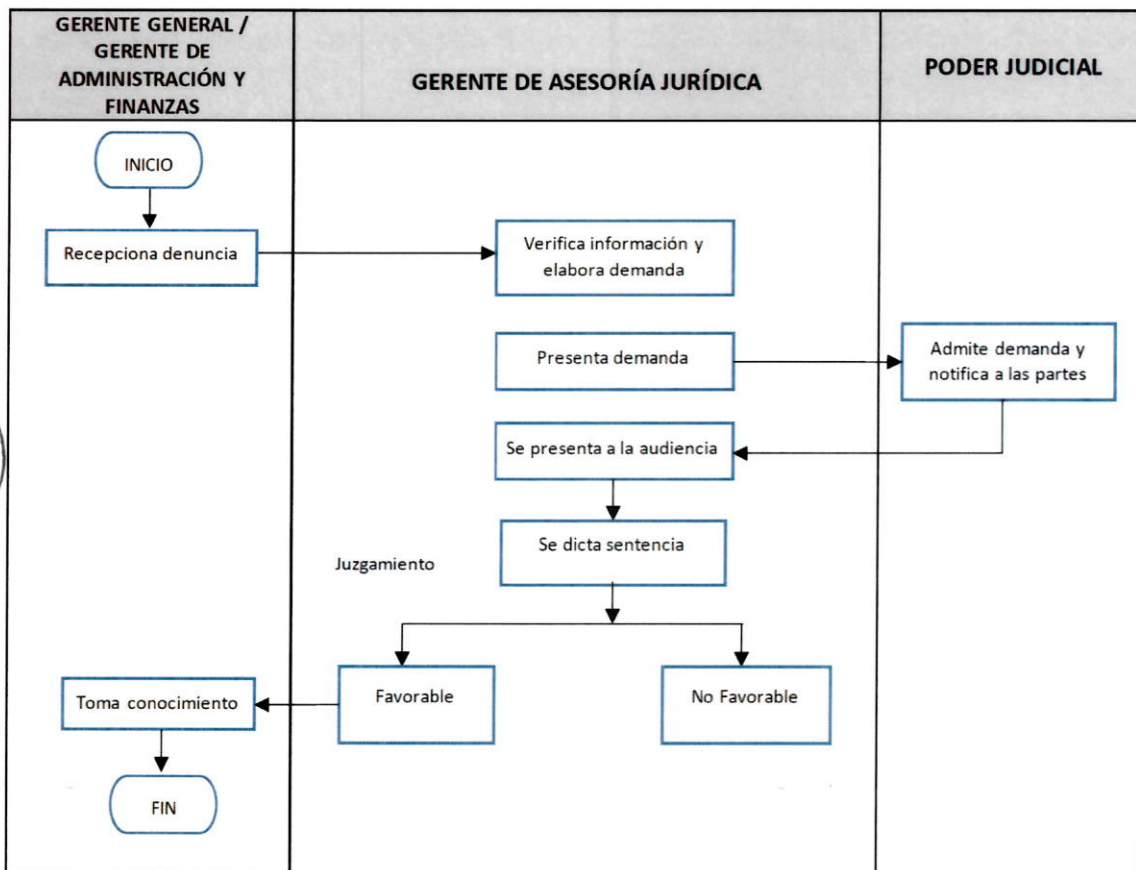 GERENTE GENERAL /
GERENTE DE
ADMINISTRACIÓN Y
FINANZAS
GERENTE DE ASESORÍA JURÍDICA
PODER JUDICIAL
INICIO
Recepciona denuncia
Verifica información y
elabora demanda
Presenta demanda
Admite demanda y
notifica a las partes
Se presenta a la audiencia
Se dicta sentencia
Juzgamiento
Favorable
No Favorable
Toma conocimiento
FIN